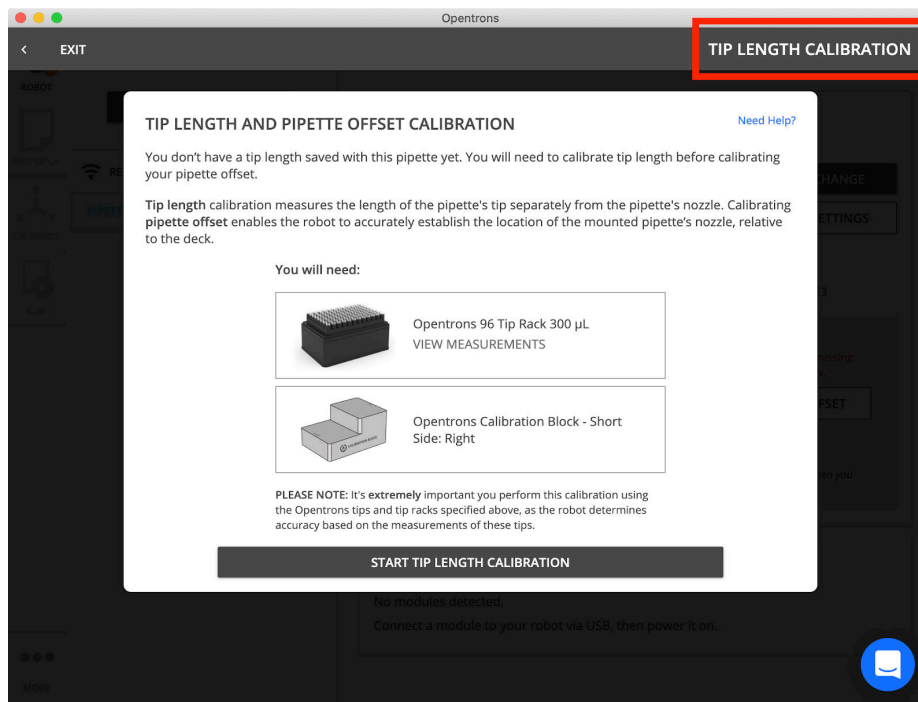 Opentrons
EXIT
TIP LENGTH CALIBRATION
ROBOT
TIP LENGTH AND PIPETTE OFFSET CALIBRATION
Need Help?
You don't have a tip length saved with this pipette yet. You will need to calibrate tip length before calibrating
your pipette offset.
Tip length calibration measures the length of the pipette's tip separately from the pipette's nozzle. Calibrating
pipette offset enables the robot to accurately establish the location of the mounted pipette's nozzle, relative
to the deck.
You will need:
Opentrons 96 Tip Rack 300 µL
VIEW MEASUREMENTS
CALIBRATION BLOCK
Opentrons Calibration Block - Short
Side: Right
PLEASE NOTE: It's extremely important you perform this calibration using
the Opentrons tips and tip racks specified above, as the robot determines
accuracy based on the measurements of these tips.
START TIP LENGTH CALIBRATION
HANGE
ETTINGS
missing
FSET
en you
No modules detected.
Connect a module to your robot via USB, then power it on.
MORE